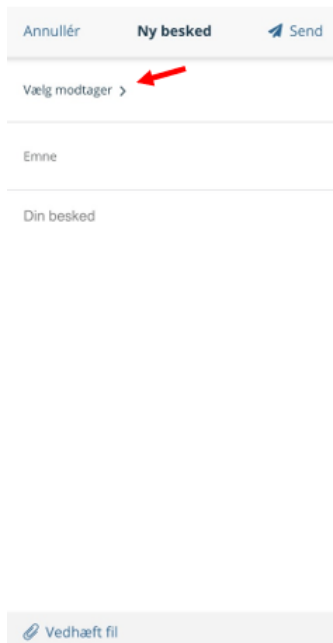 Annullér Ny besked Send
Vælg modtager >
Emne
Din besked
Vedhæft fil